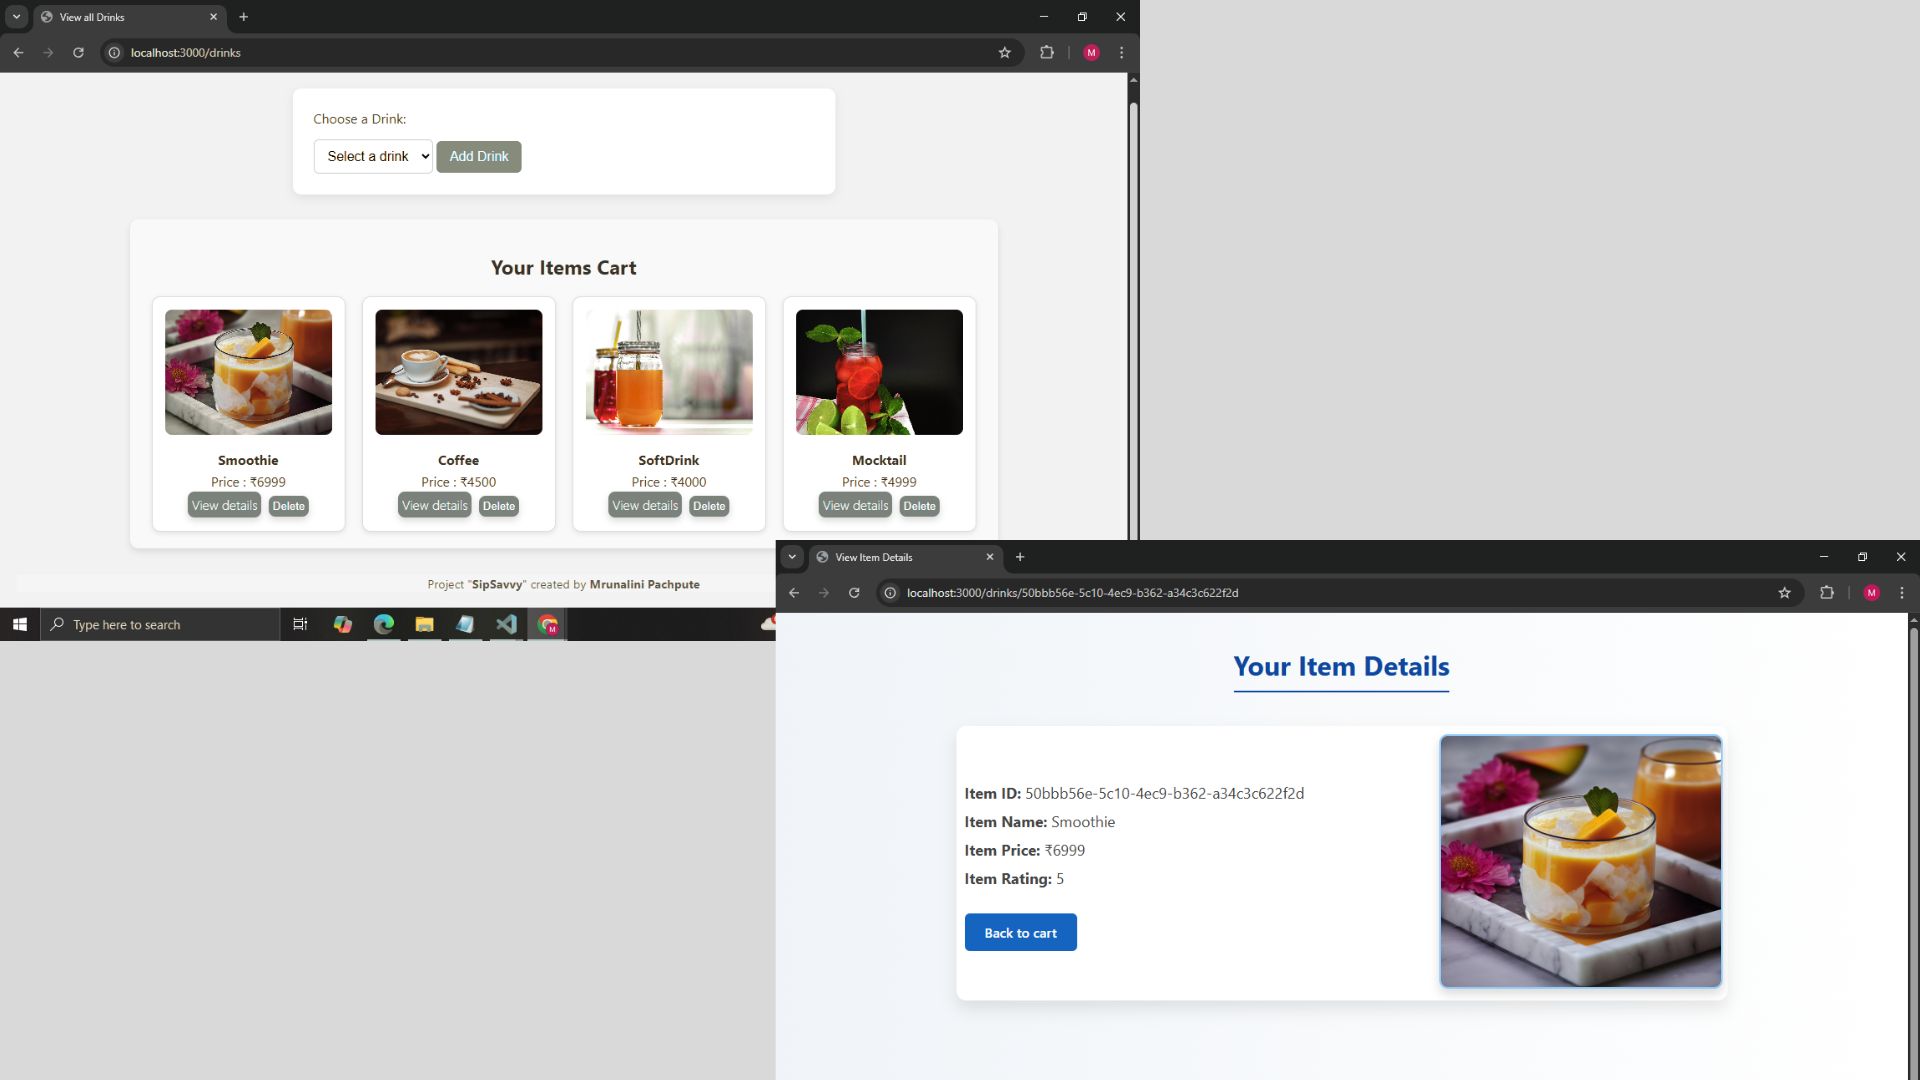 View all Drinks
localhost:3000/drinks
M
Choose a Drink:
Select a drink
Add Drink
Your Items Cart
Smoothie
Price : ₹6999
View details Delete
Coffee
Price : ₹4500
View details Delete
SoftDrink
Price : ₹4000
View details Delete
Mocktail
Price : ₹4999
View details Delete
Project "SipSavvy" created by Mrunalini Pachpute
Type here to search
M
View Item Details
localhost:3000/drinks/50bbb56e-5c10-4ec9-b362-a34c3c622f2d
M
Your Item Details
Item ID: 50bbb56e-5c10-4ec9-b362-a34c3c622f2d
Item Name: Smoothie
Item Price: ₹6999
Item Rating: 5
Back to cart